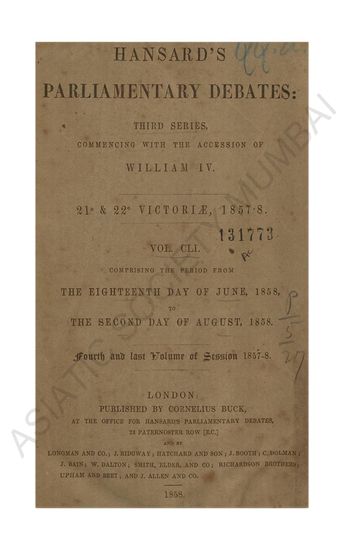 HANSARD'S
PARLIAMENTARY DEBATES:
THIRD SERIES,
COMMENCING WITH THE ACCESSION OF
WILLIAM IV.
21° & 22° VICTORIÆ, 1857-8.
131773
VOL. CLI.
COMPRISING THE PERIOD FROM
THE EIGHTEENTH DAY OF JUNE, 1858,
TO
THE SECOND DAY OF AUGUST, 1858.
Fourth and last Volume of Session 1857-8.
LONDON:
PUBLISHED BY CORNELIUS BUCK,
AT THE OFFICE FOR HANSARD'S PARLIAMENTARY DEBATES,
23 PATERNOSTER ROW [E.C.]
AND BY
LONGMAN AND CO.; J. RIDGWAY; HATCHARD AND SON; J. BOOTH; C. DOLMAN;
J. BAIN; W. DALTON; SMITH, ELDER, AND CO; RICHARDSON BROTHERS;
UPHAM AND BEET; AND J. ALLEN AND CO.
1858.
ASIATIC SOCIETY MUMBAI